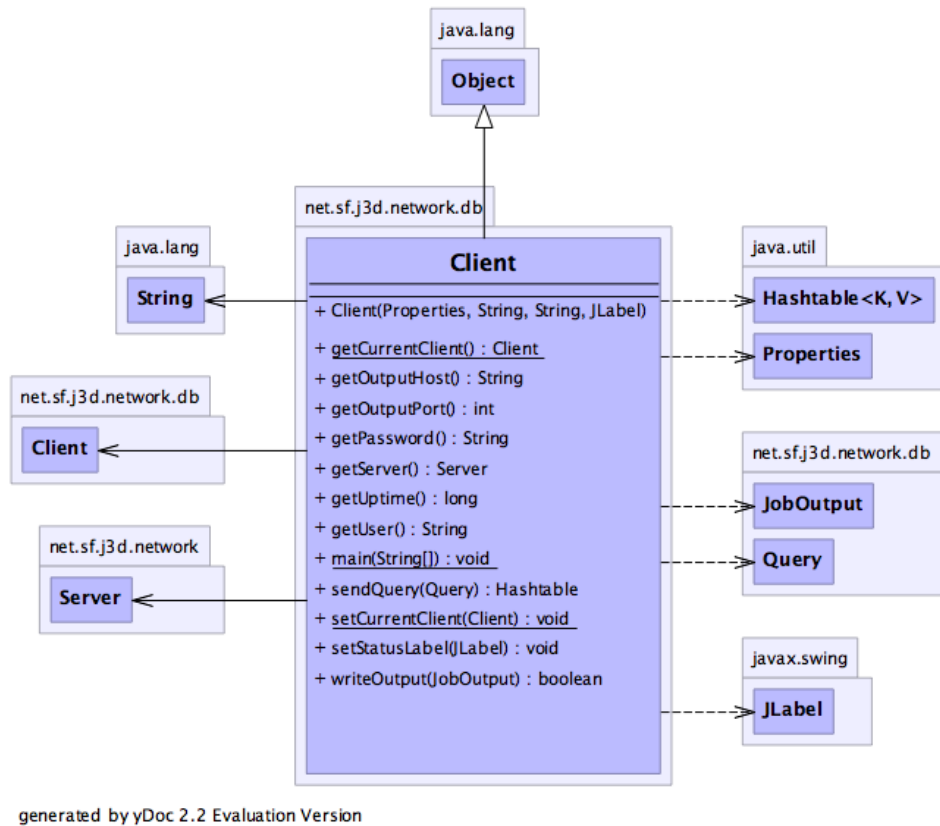 java.lang
Object
net.sf.j3d.network.db
Client
+ Client(Properties, String, String, JLabel)
+ getCurrentClient() : Client
+ getOutputHost() : String
+ getOutputPort() : int
+ getPassword() : String
+ getServer() : Server
+ getUptime() : long
+ getUser() : String
+ main(String[]) : void
+ sendQuery(Query) : Hashtable
+ setCurrentClient(Client) : void
+ setStatusLabel(JLabel) : void
+ writeOutput(JobOutput) : boolean
java.lang
String
net.sf.j3d.network.db
Client
net.sf.j3d.network
Server
java.util
Hashtable<K, V>
Properties
net.sf.j3d.network.db
JobOutput
Query
javax.swing
JLabel
generated by yDoc 2.2 Evaluation Version